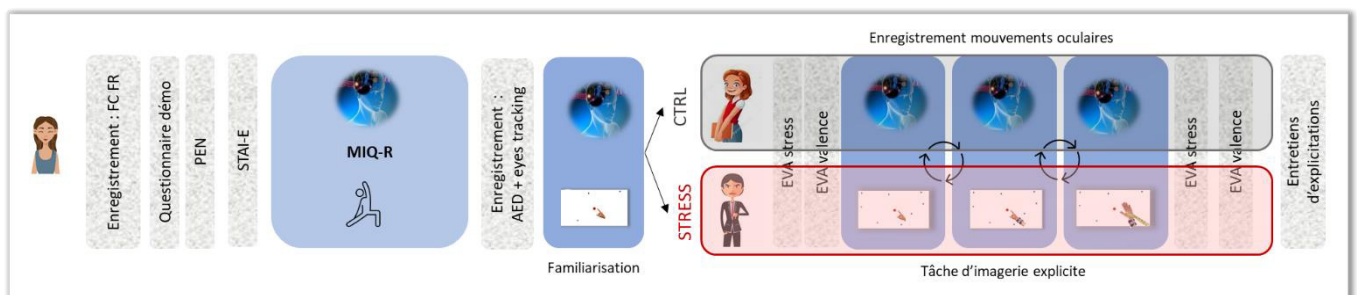 Enregistrement : FC FR
Questionnaire démo
PEN
STAI-E
MIQ-R
Enregistrement :
AED + eyes tracking
Familiarisation
Enregistrement mouvements oculaires
CTRL
STRESS
EVA stress
EVA valence
Tâche d'imagerie explicite
EVA stress
EVA valence
Entretiens
d'explicitations